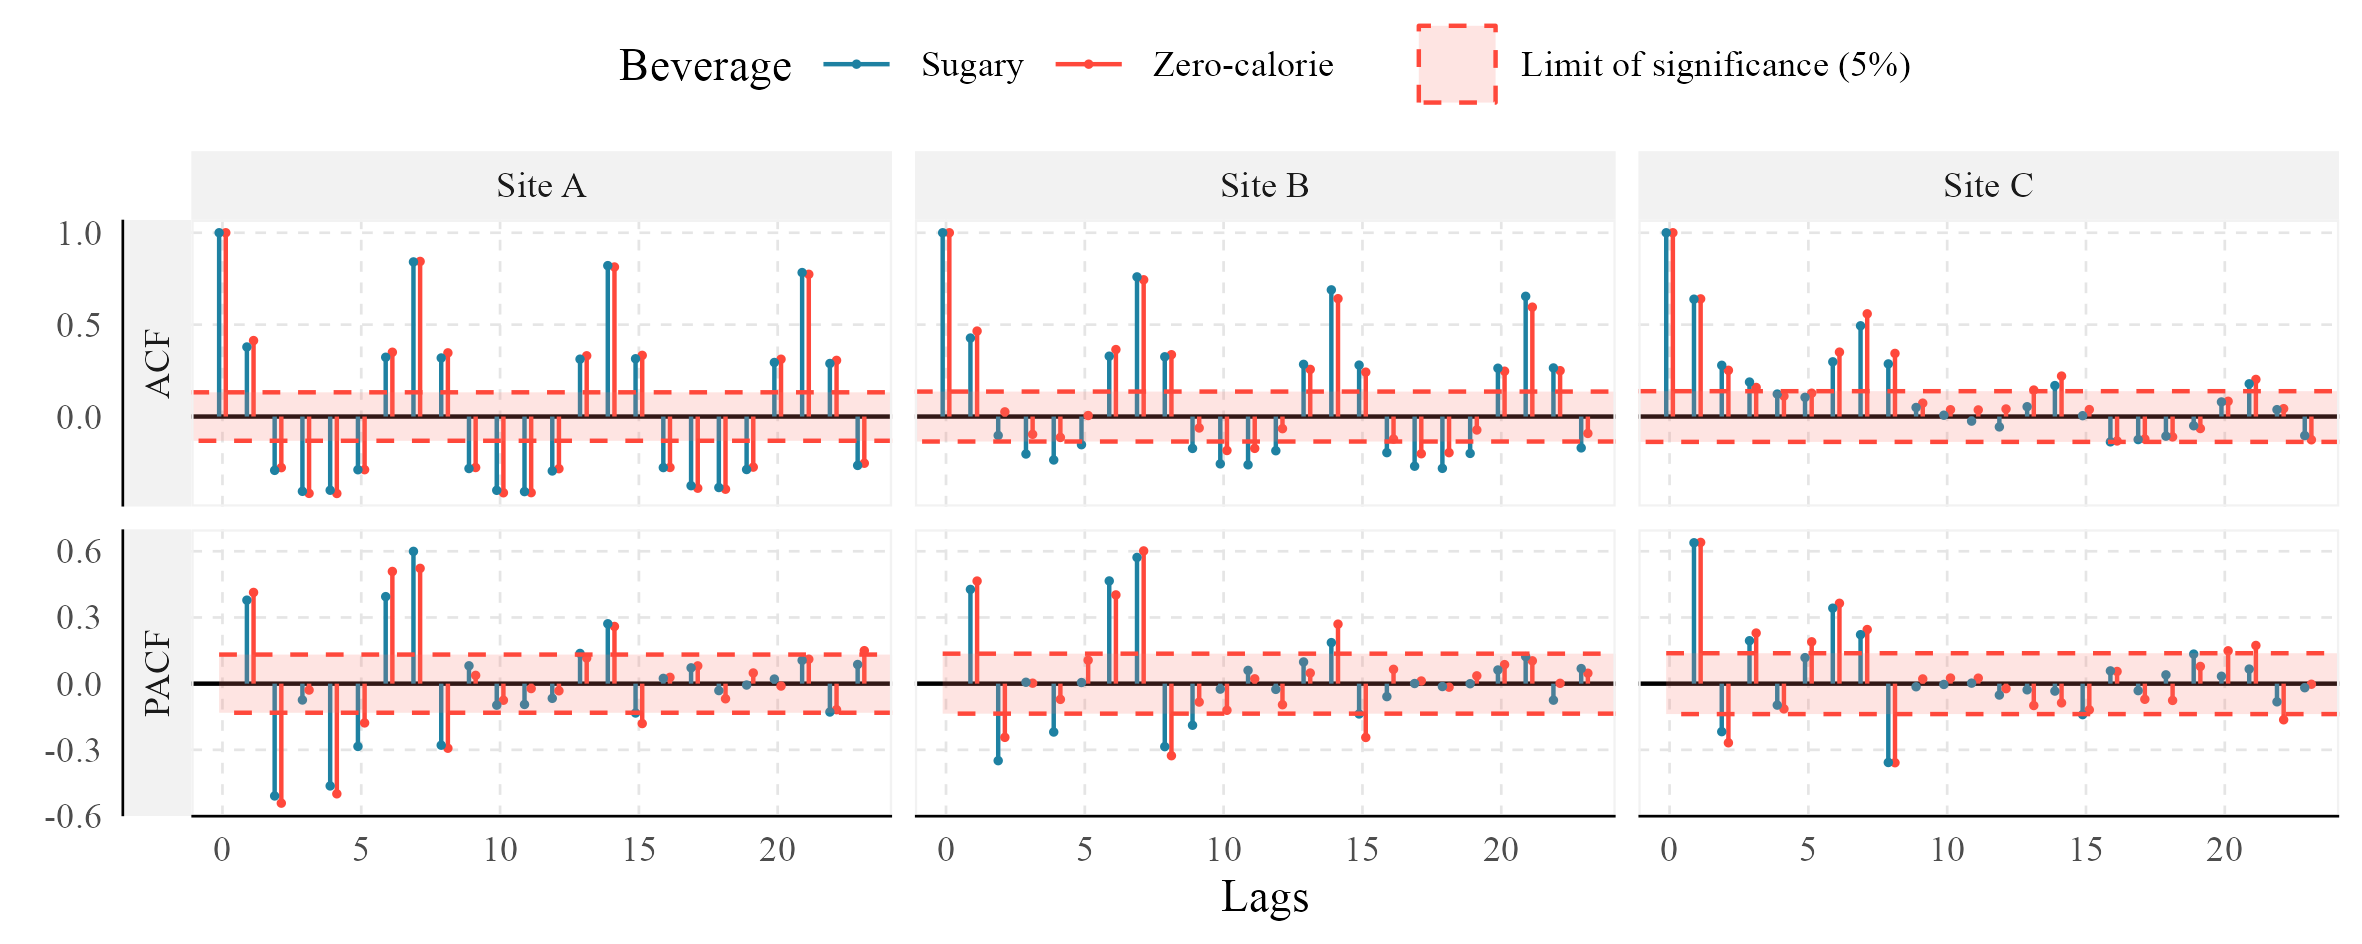 Beverage Sugary Zero-calorie Limit of significance (5%)
Site A Site B Site C
ACF
1.0
0.5
0.0
PACF
0.6
0.3
0.0
-0.3
-0.6
0 5 10 15 20 0 5 10 15 20 0 5 10 15 20
Lags